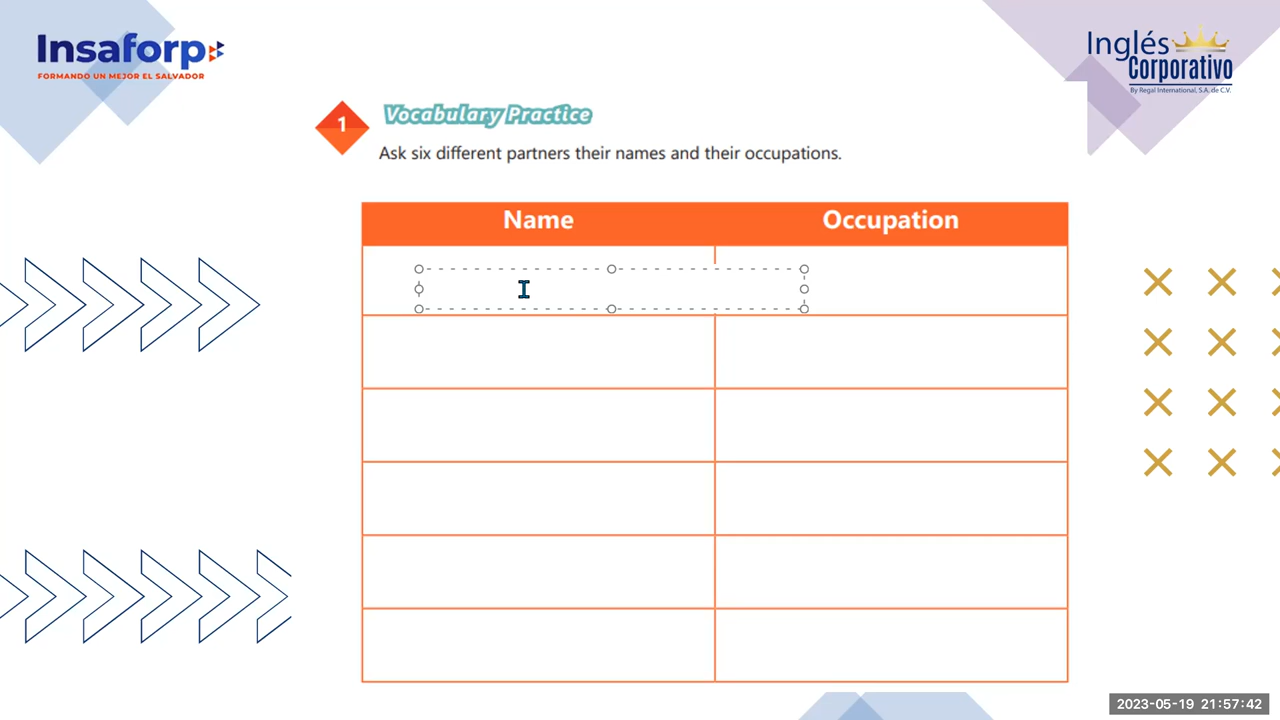 Insaforp
FORMANDO UN MEJOR EL SALVADOR
Inglés
Corporativo
By Regal International, S.A. de C.V.
1
Vocabulary Practice
Ask six different partners their names and their occupations.
Name Occupation
2023-05-19 21:57:42